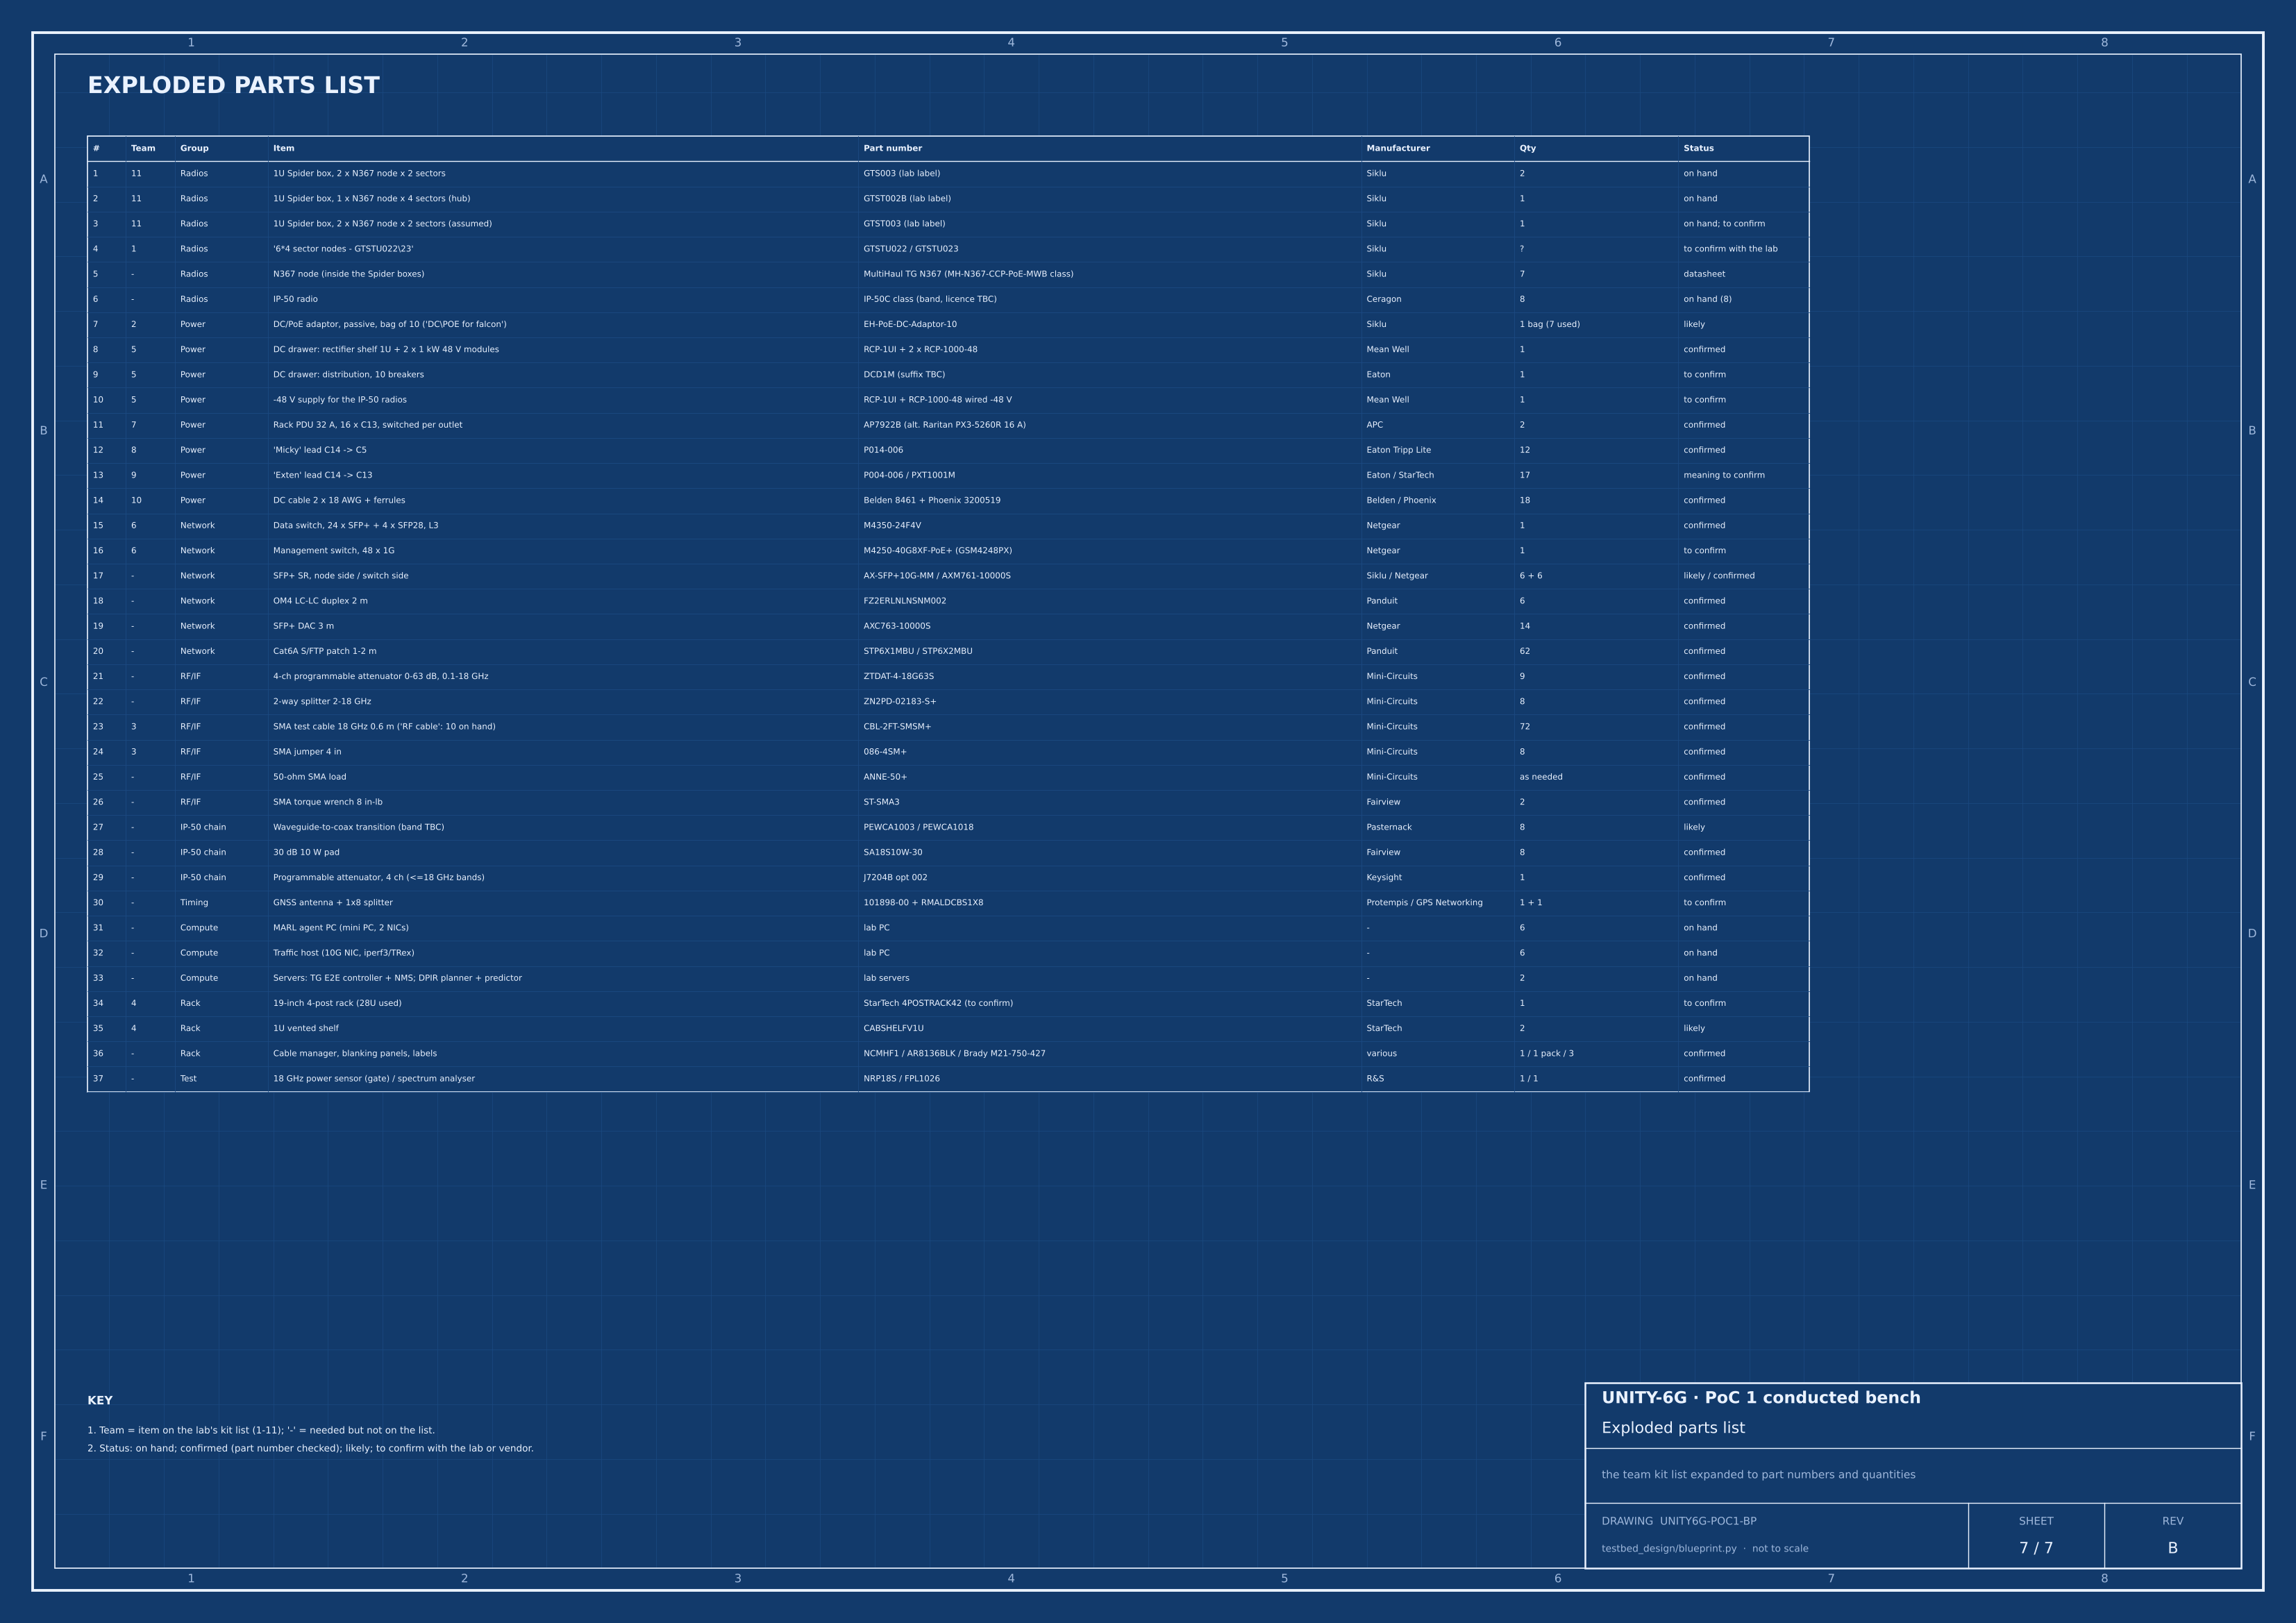 1 2 3 4 5 6 7 8
EXPLODED PARTS LIST
# Team Group Item Part number Manufacturer Qty Status
1 11 Radios 1U Spider box, 2 x N367 node x 2 sectors GTS003 (lab label) Siklu 2 on hand
2 11 Radios 1U Spider box, 1 x N367 node x 4 sectors (hub) GTST002B (lab label) Siklu 1 on hand
3 11 Radios 1U Spider box, 2 x N367 node x 2 sectors (assumed) GTST003 (lab label) Siklu 1 on hand; to confirm
4 1 Radios '6*4 sector nodes - GTSTU022\23' GTSTU022 / GTSTU023 Siklu ? to confirm with the lab
5 - Radios N367 node (inside the Spider boxes) MultiHaul TG N367 (MH-N367-CCP-PoE-MWB class) Siklu 7 datasheet
6 - Radios IP-50 radio IP-50C class (band, licence TBC) Ceragon 8 on hand (8)
7 2 Power DC/PoE adaptor, passive, bag of 10 ('DC\POE for falcon') EH-PoE-DC-Adaptor-10 Siklu 1 bag (7 used) likely
8 5 Power DC drawer: rectifier shelf 1U + 2 x 1 kW 48 V modules RCP-1UI + 2 x RCP-1000-48 Mean Well 1 confirmed
9 5 Power DC drawer: distribution, 10 breakers DCD1M (suffix TBC) Eaton 1 to confirm
10 5 Power -48 V supply for the IP-50 radios RCP-1UI + RCP-1000-48 wired -48 V Mean Well 1 to confirm
11 7 Power Rack PDU 32 A, 16 x C13, switched per outlet AP7922B (alt. Raritan PX3-5260R 16 A) APC 2 confirmed
12 8 Power 'Micky' lead C14 -> C5 P014-006 Eaton Tripp Lite 12 confirmed
13 9 Power 'Exten' lead C14 -> C13 P004-006 / PXT1001M Eaton / StarTech 17 meaning to confirm
14 10 Power DC cable 2 x 18 AWG + ferrules Belden 8461 + Phoenix 3200519 Belden / Phoenix 18 confirmed
15 6 Network Data switch, 24 x SFP+ + 4 x SFP28, L3 M4350-24F4V Netgear 1 confirmed
16 6 Network Management switch, 48 x 1G M4250-40G8XF-PoE+ (GSM4248PX) Netgear 1 to confirm
17 - Network SFP+ SR, node side / switch side AX-SFP+10G-MM / AXM761-10000S Siklu / Netgear 6 + 6 likely / confirmed
18 - Network OM4 LC-LC duplex 2 m FZ2ERLNLNSNM002 Panduit 6 confirmed
19 - Network SFP+ DAC 3 m AXC763-10000S Netgear 14 confirmed
20 - Network Cat6A S/FTP patch 1-2 m STP6X1MBU / STP6X2MBU Panduit 62 confirmed
21 - RF/IF 4-ch programmable attenuator 0-63 dB, 0.1-18 GHz ZTDAT-4-18G63S Mini-Circuits 9 confirmed
22 - RF/IF 2-way splitter 2-18 GHz ZN2PD-02183-S+ Mini-Circuits 8 confirmed
23 3 RF/IF SMA test cable 18 GHz 0.6 m ('RF cable': 10 on hand) CBL-2FT-SMSM+ Mini-Circuits 72 confirmed
24 3 RF/IF SMA jumper 4 in 086-4SM+ Mini-Circuits 8 confirmed
25 - RF/IF 50-ohm SMA load ANNE-50+ Mini-Circuits as needed confirmed
26 - RF/IF SMA torque wrench 8 in-lb ST-SMA3 Fairview 2 confirmed
27 - IP-50 chain Waveguide-to-coax transition (band TBC) PEWCA1003 / PEWCA1018 Pasternack 8 likely
28 - IP-50 chain 30 dB 10 W pad SA18S10W-30 Fairview 8 confirmed
29 - IP-50 chain Programmable attenuator, 4 ch (<=18 GHz bands) J7204B opt 002 Keysight 1 confirmed
30 - Timing GNSS antenna + 1x8 splitter 101898-00 + RMALDCBS1X8 Protempis / GPS Networking 1 + 1 to confirm
31 - Compute MARL agent PC (mini PC, 2 NICs) lab PC - 6 on hand
32 - Compute Traffic host (10G NIC, iperf3/TRex) lab PC - 6 on hand
33 - Compute Servers: TG E2E controller + NMS; DPIR planner + predictor lab servers - 2 on hand
34 4 Rack 19-inch 4-post rack (28U used) StarTech 4POSTRACK42 (to confirm) StarTech 1 to confirm
35 4 Rack 1U vented shelf CABSHELFV1U StarTech 2 likely
36 - Rack Cable manager, blanking panels, labels NCMHF1 / AR8136BLK / Brady M21-750-427 various 1 / 1 pack / 3 confirmed
37 - Test 18 GHz power sensor (gate) / spectrum analyser NRP18S / FPL1026 R&S 1 / 1 confirmed
A A
B B
C C
D D
E E
F F
KEY
1. Team = item on the lab's kit list (1-11); '-' = needed but not on the list.
2. Status: on hand; confirmed (part number checked); likely; to confirm with the lab or vendor.
UNITY-6G · PoC 1 conducted bench
Exploded parts list
the team kit list expanded to part numbers and quantities
DRAWING UNITY6G-POC1-BP SHEET REV
testbed_design/blueprint.py · not to scale 7 / 7 B
1 2 3 4 5 6 7 8